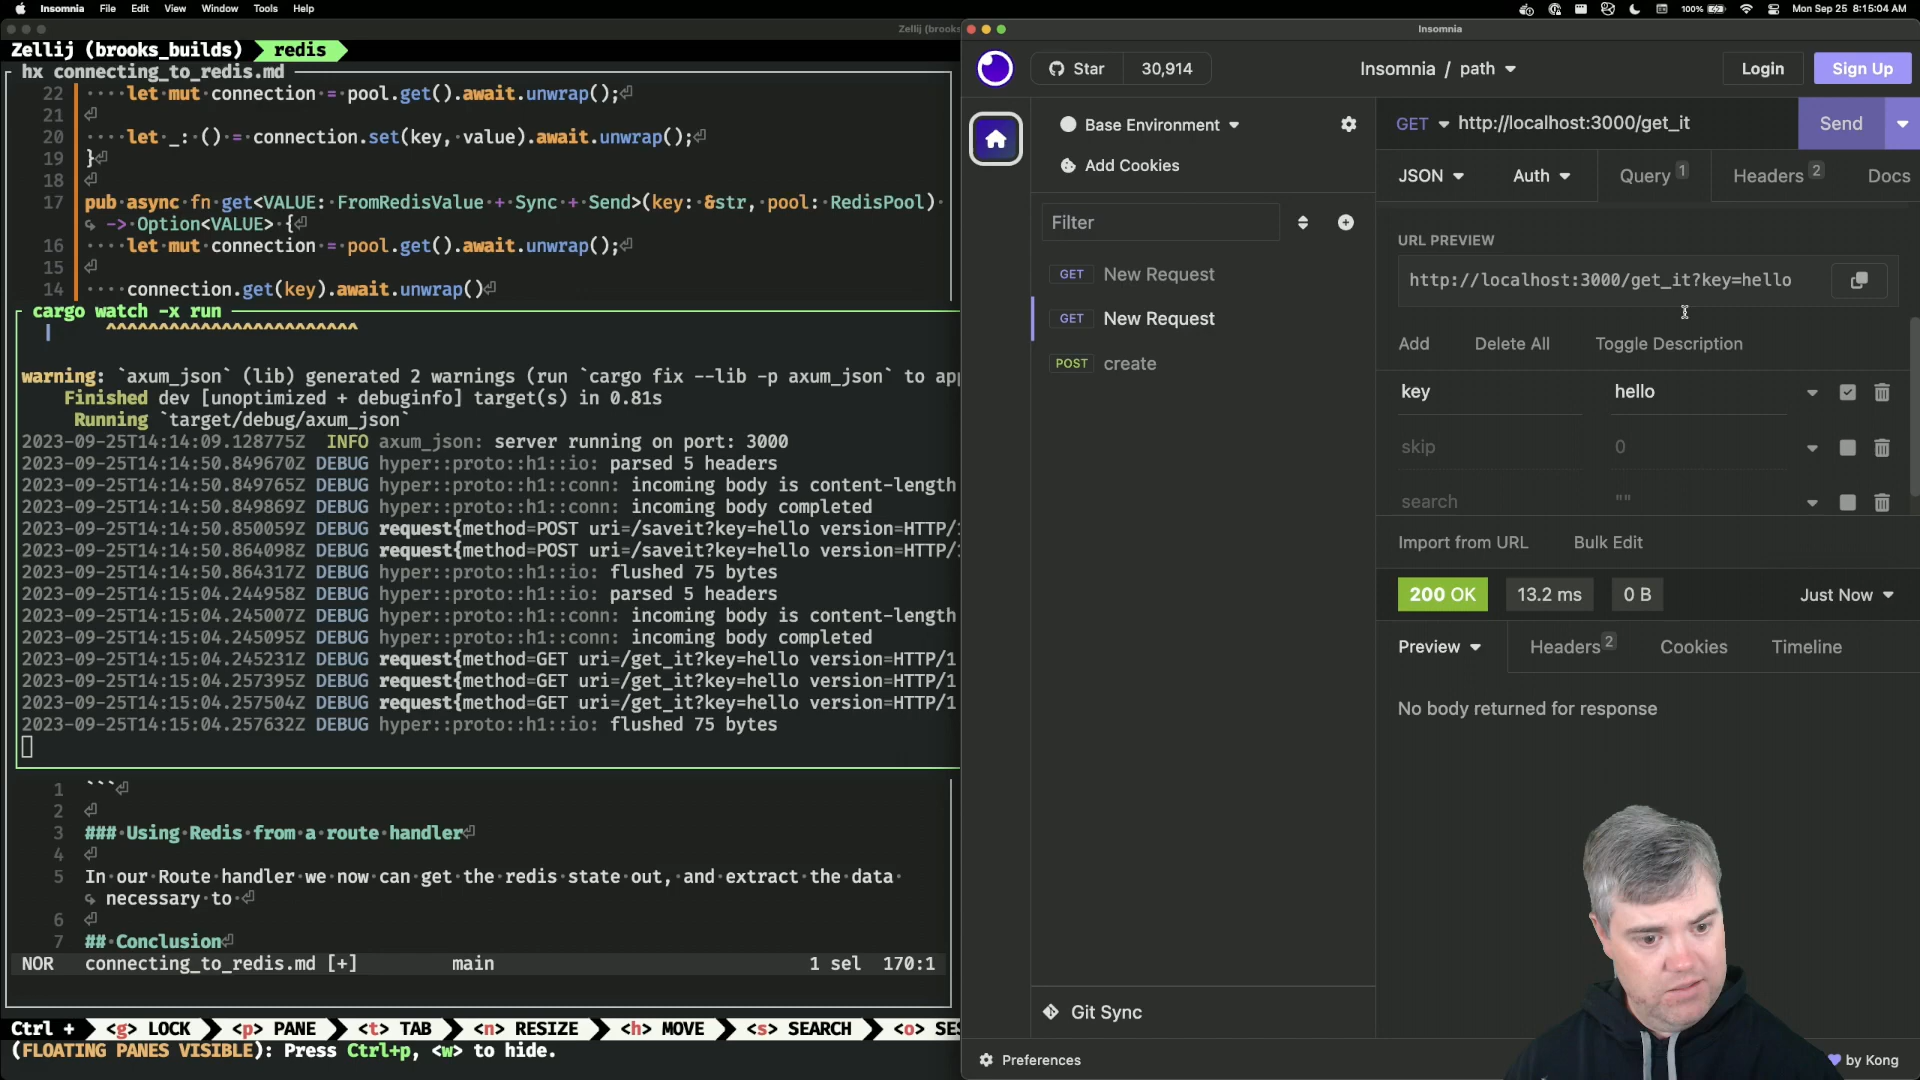 Insomnia File Edit View Window Tools Help
100% Mon Sep 25 8:15:04 AM
Zellij (brooks
Insomnia
Zellij (brooks_builds) redis
hx connecting_to_redis.md
22 ····let·mut·connection·=·pool.get().await.unwrap();⏎
21 ⏎
20 ····let·_:·()·=·connection.set(key,·value).await.unwrap();⏎
19 }⏎
18 ⏎
17 pub·async·fn·get<VALUE:·FromRedisValue·+·Sync·+·Send>(key:·&str,·pool:·RedisPool)·
↪ ->·Option<VALUE>·{⏎
16 ····let·mut·connection·=·pool.get().await.unwrap();⏎
15 ⏎
14 ····connection.get(key).await.unwrap()⏎
cargo watch -x run
| ^^^^^^^^^^^^^^^^^^^^^^^^
warning: `axum_json` (lib) generated 2 warnings (run `cargo fix --lib -p axum_json` to ap
Finished dev [unoptimized + debuginfo] target(s) in 0.81s
Running `target/debug/axum_json`
2023-09-25T14:14:09.128775Z INFO axum_json: server running on port: 3000
2023-09-25T14:14:50.849670Z DEBUG hyper::proto::h1::io: parsed 5 headers
2023-09-25T14:14:50.849765Z DEBUG hyper::proto::h1::conn: incoming body is content-length
2023-09-25T14:14:50.849869Z DEBUG hyper::proto::h1::conn: incoming body completed
2023-09-25T14:14:50.850059Z DEBUG request{method=POST uri=/saveit?key=hello version=HTTP/1
2023-09-25T14:14:50.864098Z DEBUG request{method=POST uri=/saveit?key=hello version=HTTP/1
2023-09-25T14:14:50.864317Z DEBUG hyper::proto::h1::io: flushed 75 bytes
2023-09-25T14:15:04.244958Z DEBUG hyper::proto::h1::io: parsed 5 headers
2023-09-25T14:15:04.245007Z DEBUG hyper::proto::h1::conn: incoming body is content-length
2023-09-25T14:15:04.245095Z DEBUG hyper::proto::h1::conn: incoming body completed
2023-09-25T14:15:04.245231Z DEBUG request{method=GET uri=/get_it?key=hello version=HTTP/1
2023-09-25T14:15:04.257395Z DEBUG request{method=GET uri=/get_it?key=hello version=HTTP/1
2023-09-25T14:15:04.257504Z DEBUG request{method=GET uri=/get_it?key=hello version=HTTP/1
2023-09-25T14:15:04.257632Z DEBUG hyper::proto::h1::io: flushed 75 bytes
1 ```⏎
2 ⏎
3 ###·Using·Redis·from·a·route·handler⏎
4 ⏎
5 In·our·Route·handler·we·now·can·get·the·redis·state·out,·and·extract·the·data·
↪ necessary·to·⏎
6 ⏎
7 ##·Conclusion⏎
NOR connecting_to_redis.md [+] main 1 sel 170:1
Ctrl + <g> LOCK <p> PANE <t> TAB <n> RESIZE <h> MOVE <s> SEARCH <o> SES
(FLOATING PANES VISIBLE): Press Ctrl+p, <w> to hide.
Star 30,914
Insomnia / path
Login
Sign Up
Base Environment
Add Cookies
Filter
GET New Request
GET New Request
POST create
Git Sync
Preferences
GET http://localhost:3000/get_it Send
JSON Auth Query 1 Headers 2 Docs
URL PREVIEW
http://localhost:3000/get_it?key=hello
Add Delete All Toggle Description
key hello
skip 0
search ""
Import from URL Bulk Edit
200 OK 13.2 ms 0 B Just Now
Preview Headers 2 Cookies Timeline
No body returned for response
by Kong